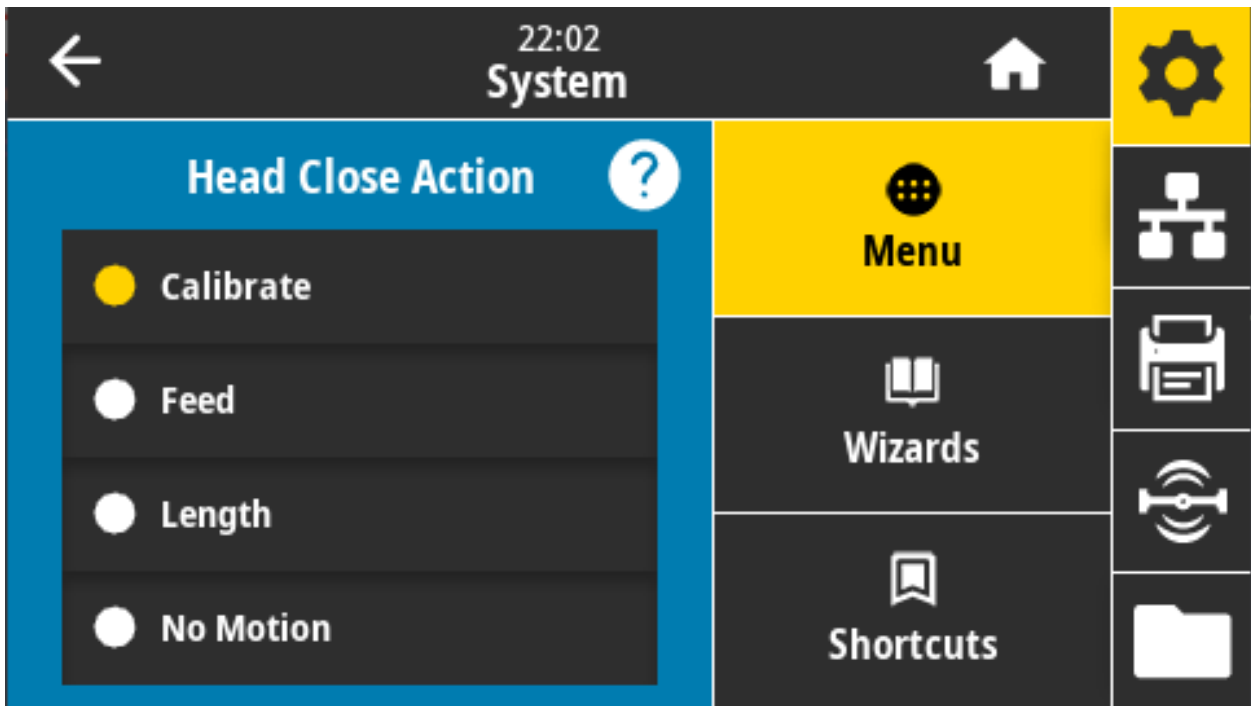 22:02
System
Head Close Action
?
Calibrate
Feed
Length
No Motion
Menu
Wizards
Shortcuts